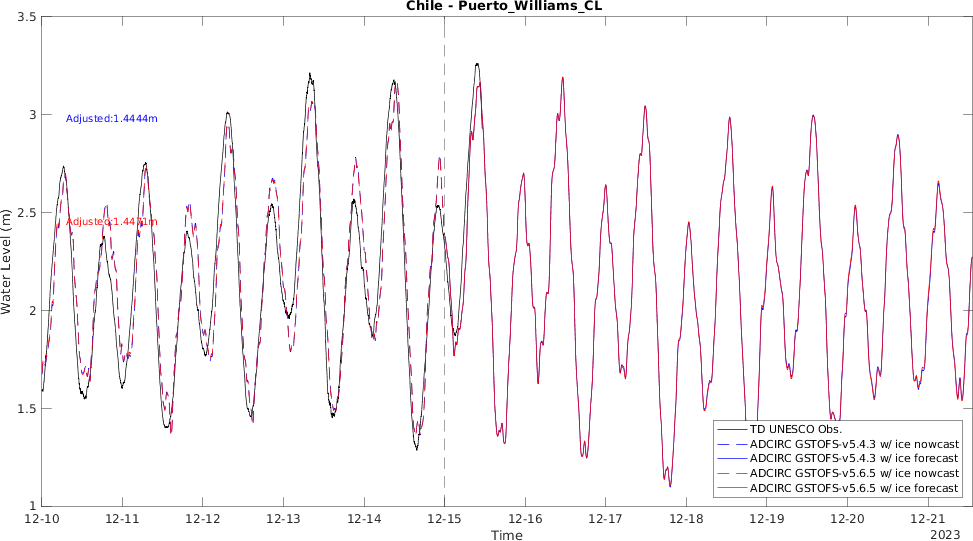 Chile - Puerto_Williams_CL
3.5
3
2.5
2
1.5
1
Water Level (m)
Adjusted:1.4444m
Adjusted:1.4471m
TD UNESCO Obs.
ADCIRC GSTOFS-v5.4.3 w/ ice nowcast
ADCIRC GSTOFS-v5.4.3 w/ ice forecast
ADCIRC GSTOFS-v5.6.5 w/ ice nowcast
ADCIRC GSTOFS-v5.6.5 w/ ice forecast
12-10 12-11 12-12 12-13 12-14 12-15 12-16 12-17 12-18 12-19 12-20 12-21
Time
2023